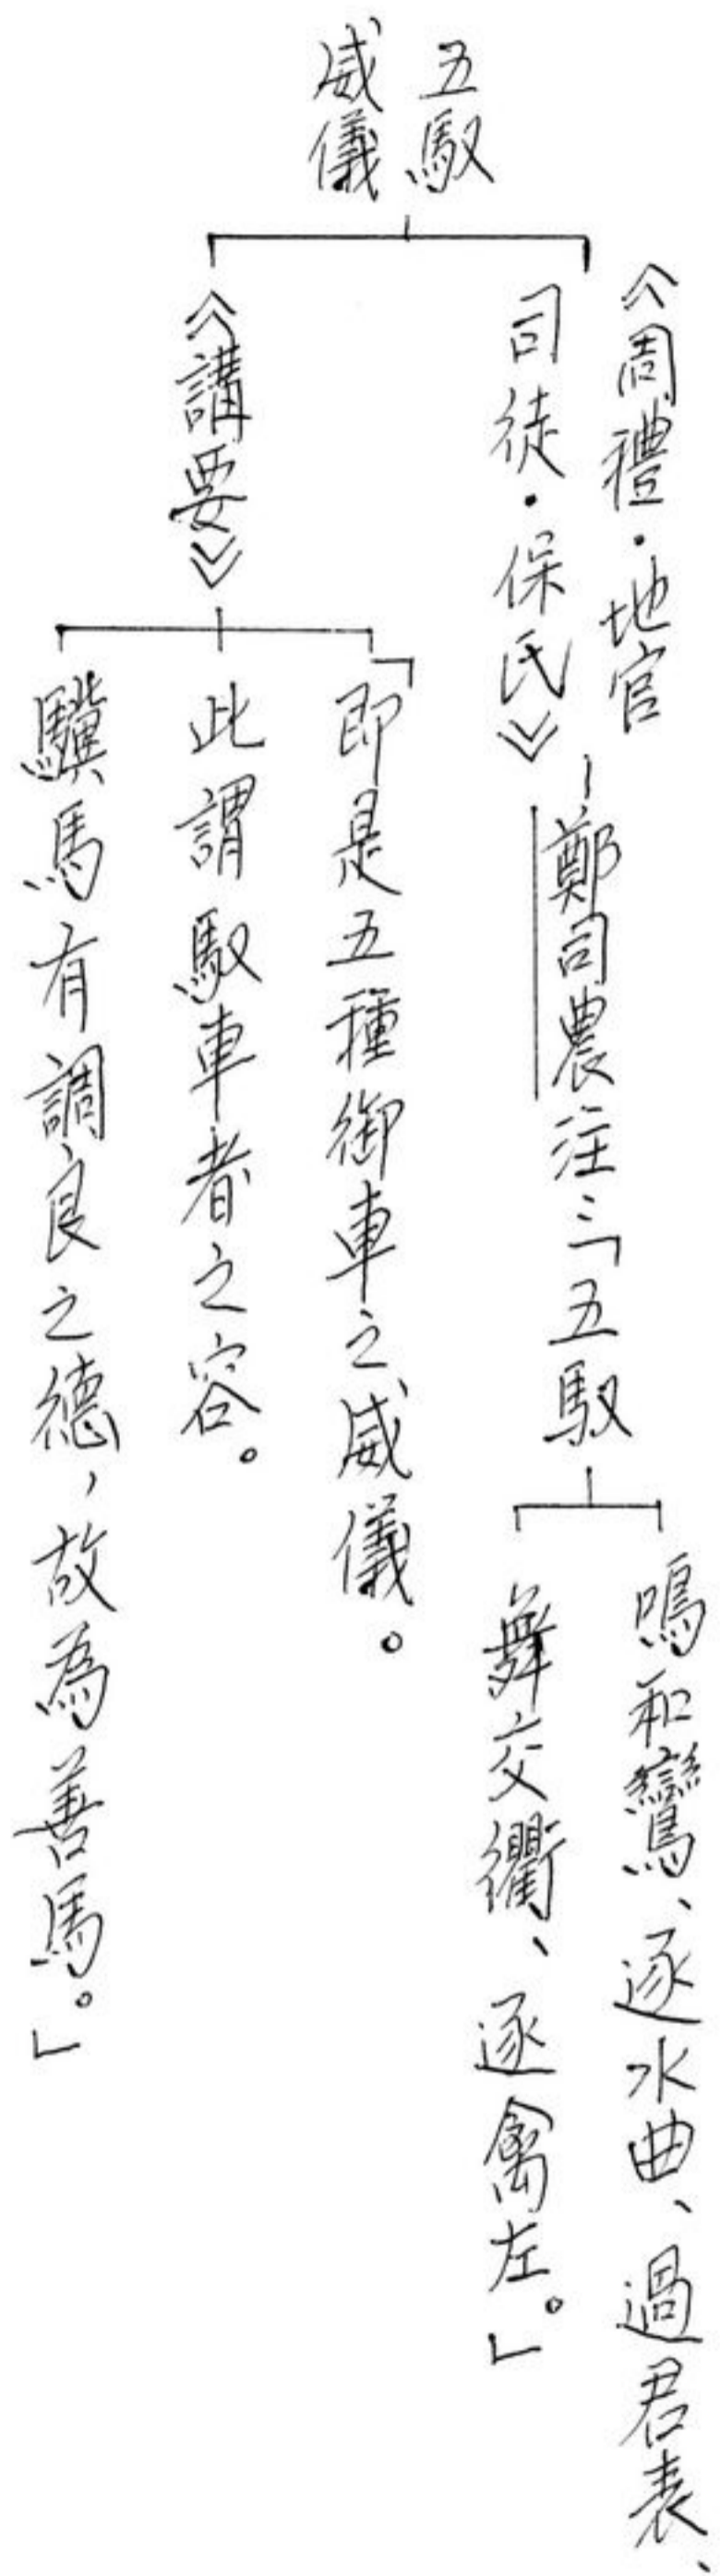 五馭
威儀
《周禮·地官
司徒·保氏》
鄭司農注:「五馭
鳴和鸞、逐水曲、過君表、
舞交衢、逐禽左。」
《講要》
「即是五種御車之威儀。
此謂馭車者之容。
驥馬有調良之德,故為善馬。」